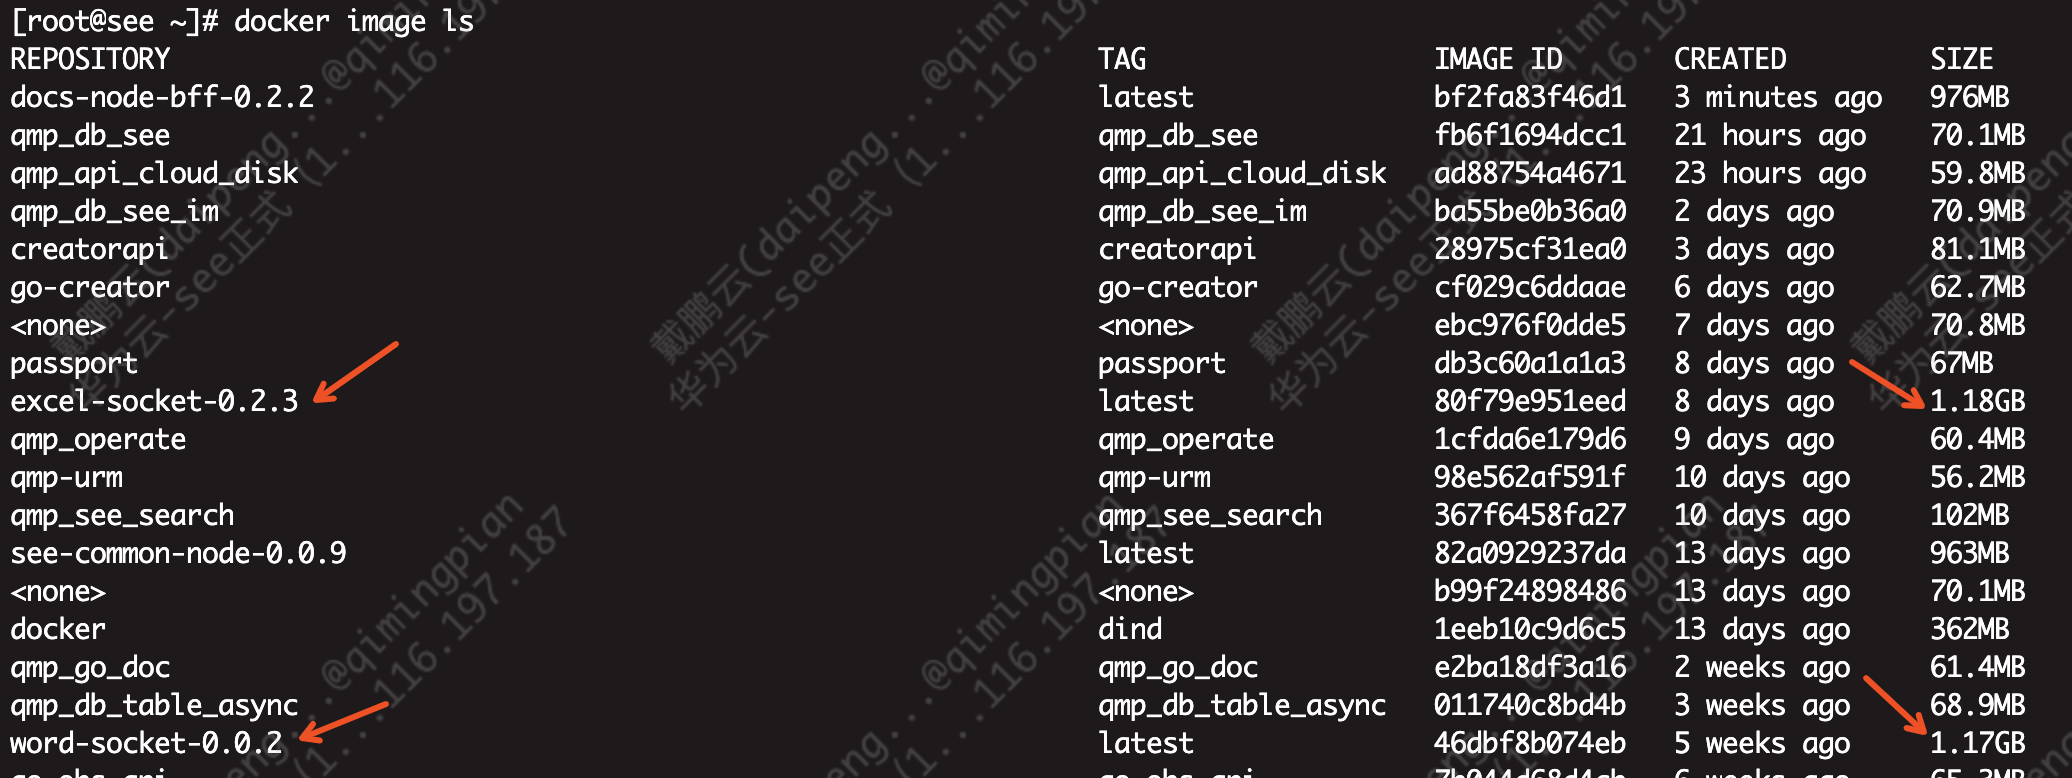 [root@see ~]# docker image ls
REPOSITORY TAG IMAGE ID CREATED SIZE
docs-node-bff-0.2.2 latest bf2fa83f46d1 3 minutes ago 976MB
qmp_db_see qmp_db_see fb6f1694dcc1 21 hours ago 70.1MB
qmp_api_cloud_disk qmp_api_cloud_disk ad88754a4671 23 hours ago 59.8MB
qmp_db_see_im qmp_db_see_im ba55be0b36a0 2 days ago 70.9MB
creatorapi creatorapi 28975cf31ea0 3 days ago 81.1MB
go-creator go-creator cf029c6ddaae 6 days ago 62.7MB
<none> <none> ebc976f0dde5 7 days ago 70.8MB
passport passport db3c60a1a1a3 8 days ago 67MB
excel-socket-0.2.3 latest 80f79e951eed 8 days ago 1.18GB
qmp_operate qmp_operate 1cfda6e179d6 9 days ago 60.4MB
qmp-urm qmp-urm 98e562af591f 10 days ago 56.2MB
qmp_see_search qmp_see_search 367f6458fa27 10 days ago 102MB
see-common-node-0.0.9 latest 82a0929237da 13 days ago 963MB
<none> <none> b99f24898486 13 days ago 70.1MB
docker dind 1eeb10c9d6c5 13 days ago 362MB
qmp_go_doc qmp_go_doc e2ba18df3a16 2 weeks ago 61.4MB
qmp_db_table_async qmp_db_table_async 011740c8bd4b 3 weeks ago 68.9MB
word-socket-0.0.2 latest 46dbf8b074eb 5 weeks ago 1.17GB
戴鹏云(daipeng...@qimingpian
华为云-see正式 (1...116.197.187